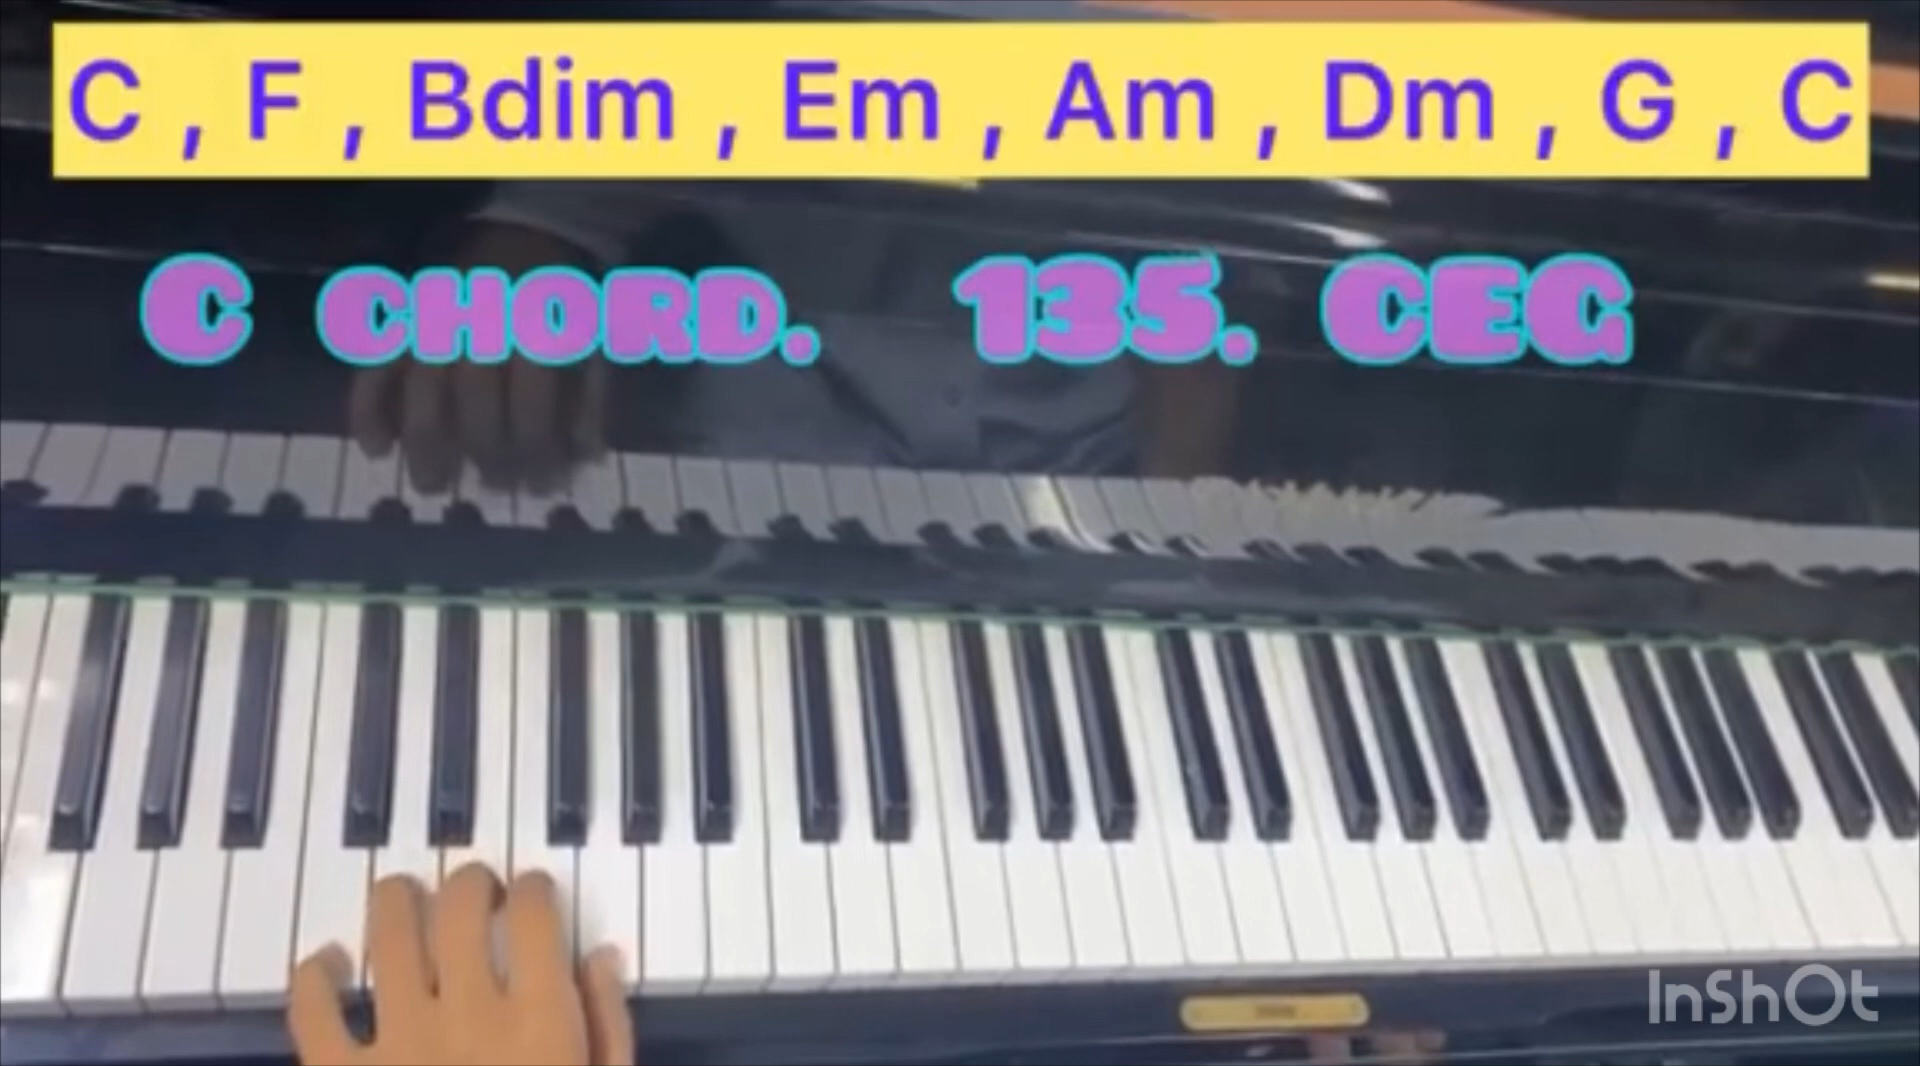 C , F , Bdim , Em , Am , Dm , G , C
C CHORD. 135. CEG
InShOt